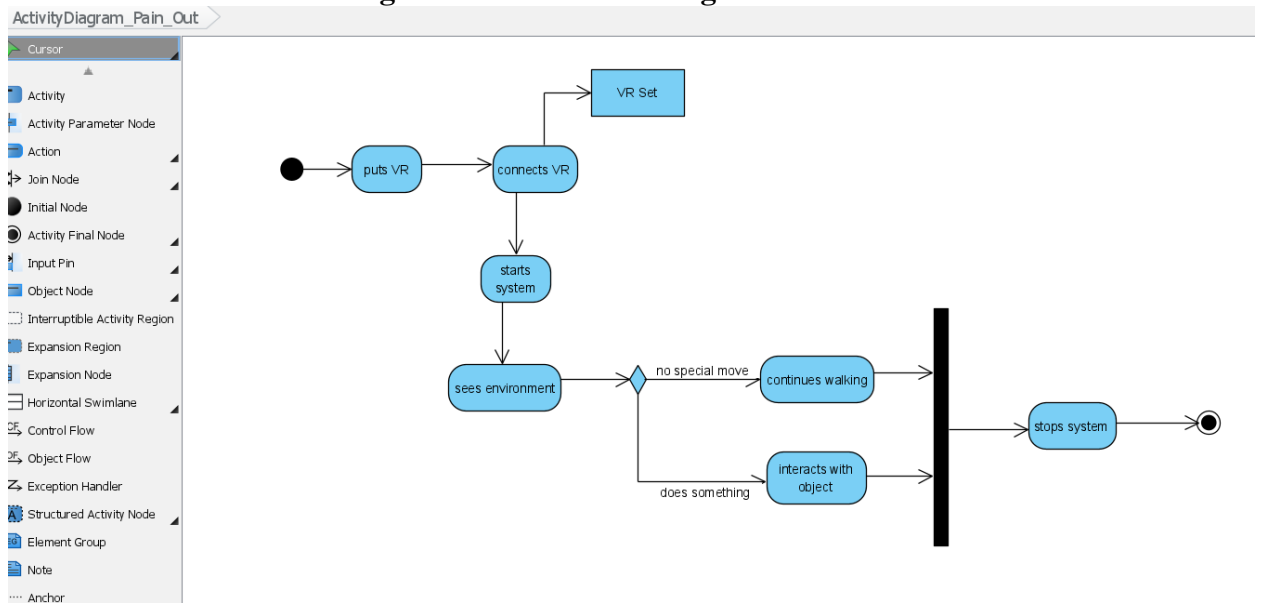 ActivityDiagram_Pain_Out
Cursor
Activity
Activity Parameter Node
Action
Join Node
Initial Node
Activity Final Node
Input Pin
Object Node
Interruptible Activity Region
Expansion Region
Expansion Node
Horizontal Swimlane
Control Flow
Object Flow
Exception Handler
Structured Activity Node
Element Group
Note
Anchor
VR Set
puts VR
connects VR
starts
system
sees environment
no special move
continues walking
does something
interacts with
object
stops system